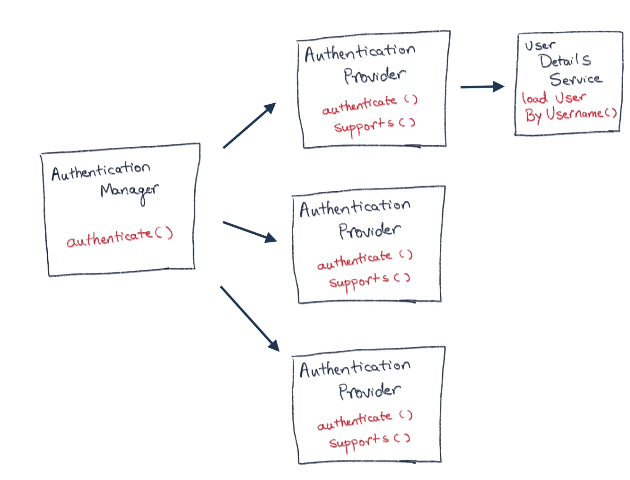 Authentication
Manager
authenticate()
Authentication
Provider
authenticate()
supports()
User
Details
Service
load User
By Username()
Authentication
Provider
authenticate()
supports()
Authentication
Provider
authenticate()
supports()